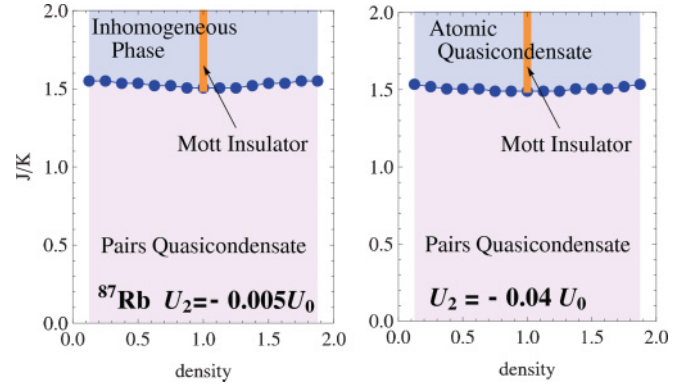 2.0
Inhomogeneous
Phase
1.5
Mott Insulator
J/K
1.0
Pairs Quasicondensate
0.5
⁸⁷Rb U₂=- 0.005U₀
0.0
0.0 0.5 1.0 1.5 2.0
density
2.0
Atomic
Quasicondensate
1.5
Mott Insulator
1.0
Pairs Quasicondensate
0.5
U₂ = - 0.04 U₀
0.0
0.0 0.5 1.0 1.5 2.0
density